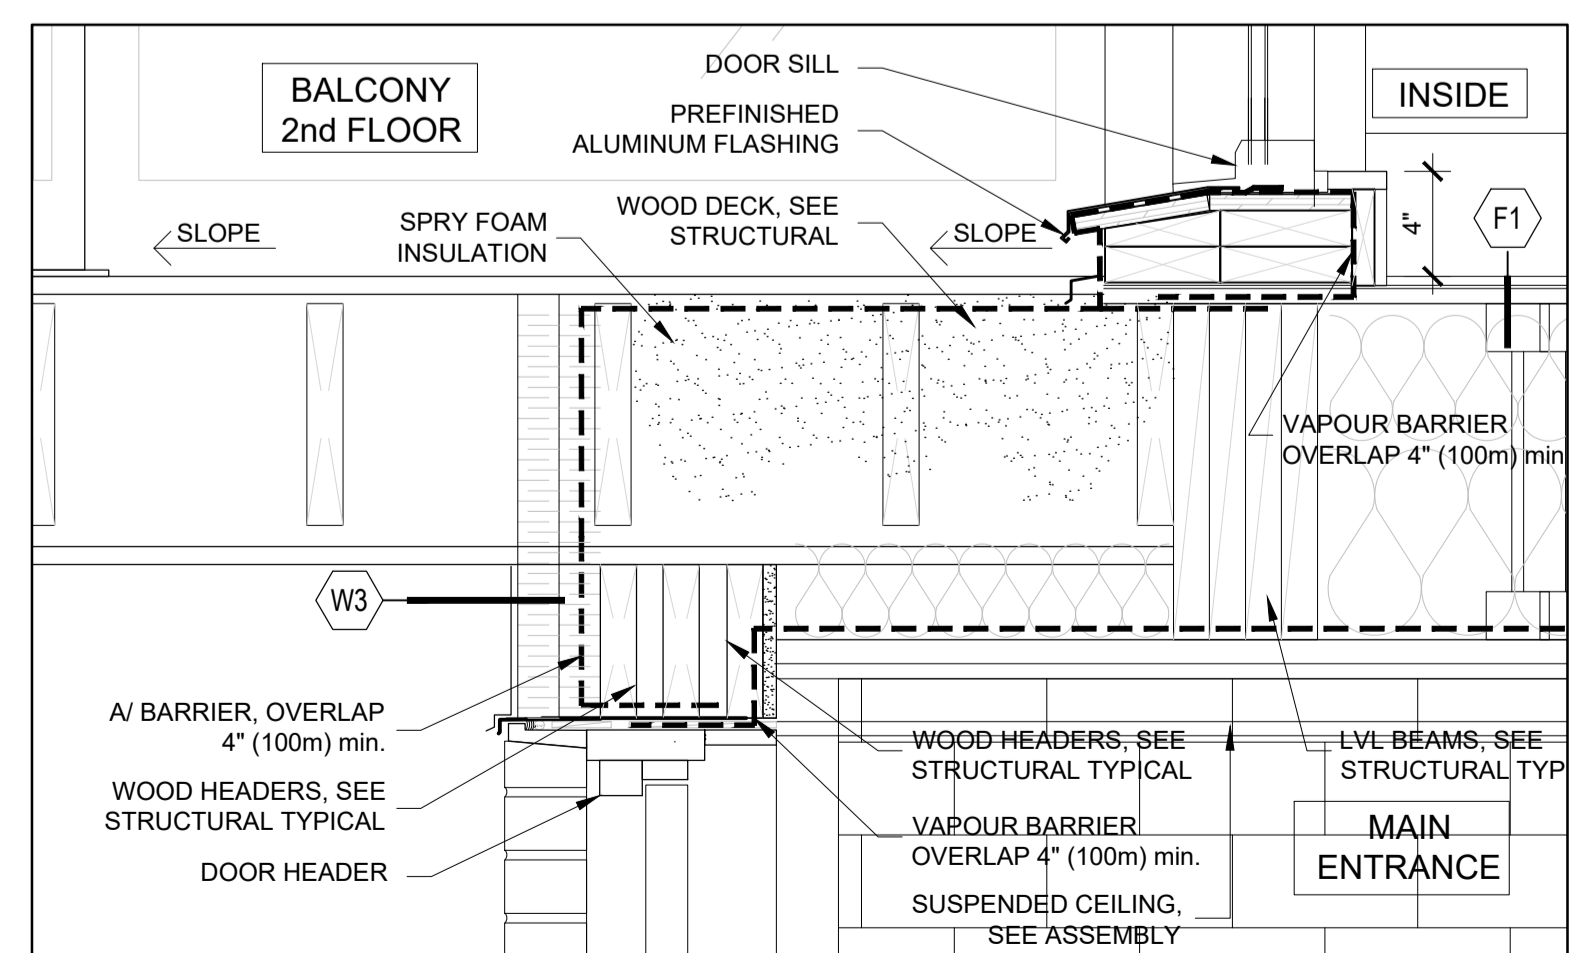 BALCONY
2nd FLOOR
DOOR SILL
PREFINISHED
ALUMINUM FLASHING
INSIDE
SPRY FOAM
INSULATION
WOOD DECK, SEE
STRUCTURAL
SLOPE
SLOPE
4"
F1
VAPOUR BARRIER
OVERLAP 4" (100m) min
W3
A/ BARRIER, OVERLAP
4" (100m) min.
WOOD HEADERS, SEE
STRUCTURAL TYPICAL
DOOR HEADER
WOOD HEADERS, SEE
STRUCTURAL TYPICAL
VAPOUR BARRIER
OVERLAP 4" (100m) min.
SUSPENDED CEILING,
SEE ASSEMBLY
LVL BEAMS, SEE
STRUCTURAL TYP
MAIN
ENTRANCE